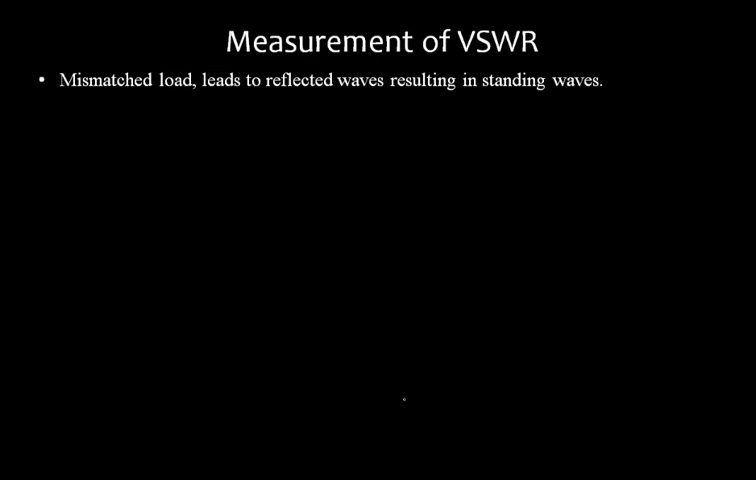 Measurement of VSWR
• Mismatched load, leads to reflected waves resulting in standing waves.